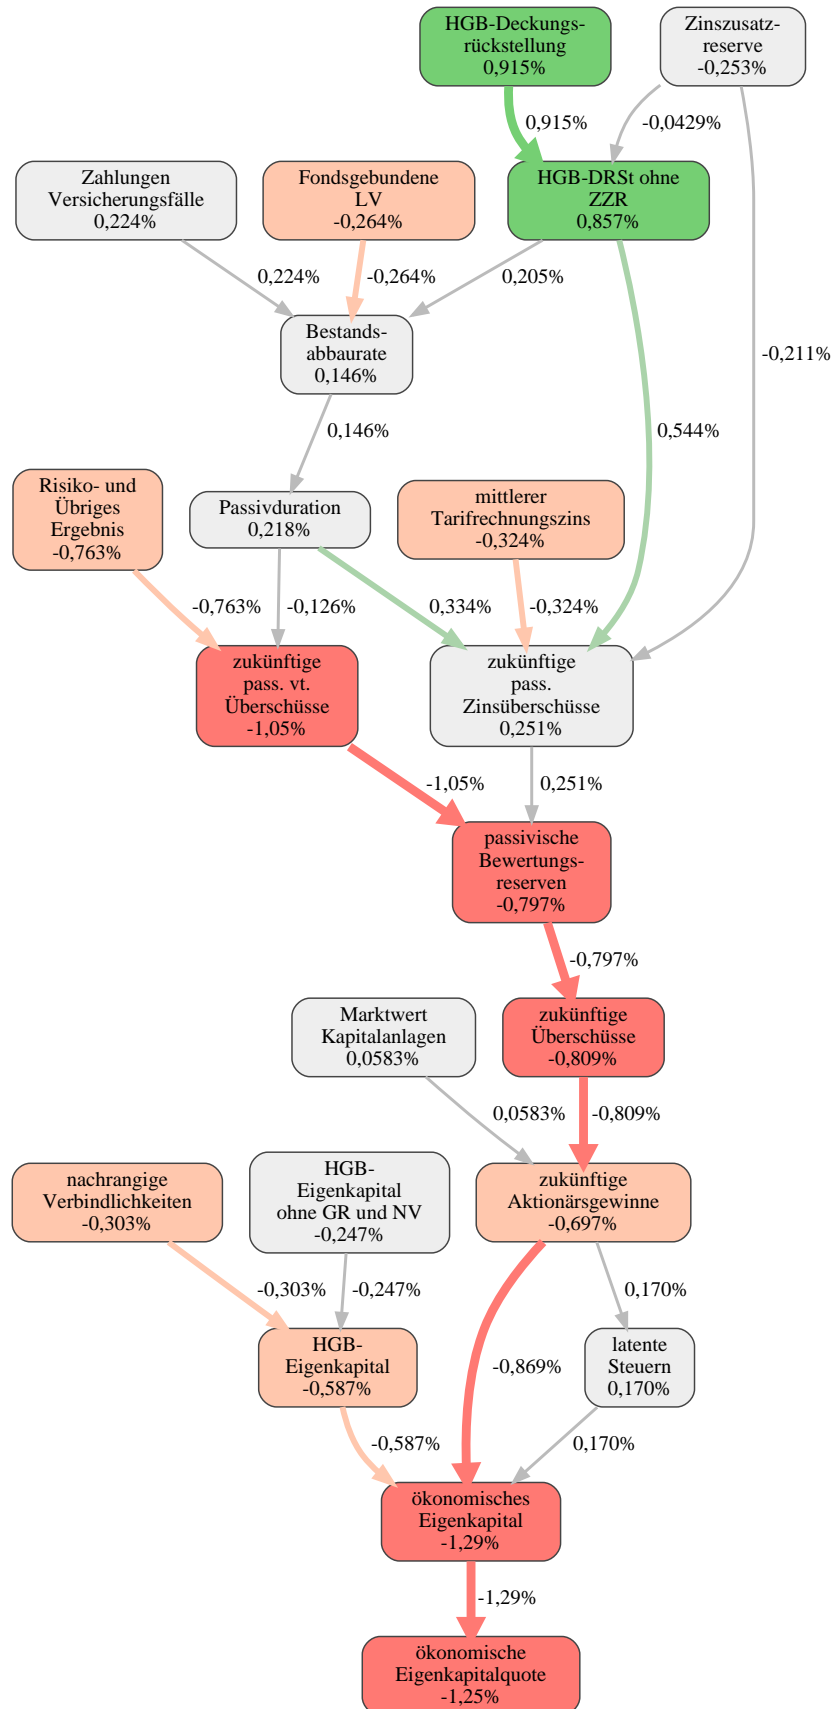 HGB-Deckungs-
rückstellung
0,915%
Zinszusatz-
reserve
-0,253%
0,915%
-0,0429%
Zahlungen
Versicherungsfälle
0,224%
Fondsgebundene
LV
-0,264%
HGB-DRSt ohne
ZZR
0,857%
0,224%
-0,264%
0,205%
Bestands-
abbaurate
0,146%
-0,211%
0,146%
0,544%
Risiko- und
Übriges
Ergebnis
-0,763%
Passivduration
0,218%
mittlerer
Tarifrechnungszins
-0,324%
-0,763%
-0,126%
0,334%
-0,324%
zukünftige
pass. vt.
Überschüsse
-1,05%
zukünftige
pass.
Zinsüberschüsse
0,251%
-1,05%
0,251%
passivische
Bewertungs-
reserven
-0,797%
-0,797%
Marktwert
Kapitalanlagen
0,0583%
zukünftige
Überschüsse
-0,809%
0,0583%
-0,809%
nachrangige
Verbindlichkeiten
-0,303%
HGB-
Eigenkapital
ohne GR und NV
-0,247%
zukünftige
Aktionärsgewinne
-0,697%
-0,303%
-0,247%
0,170%
HGB-
Eigenkapital
-0,587%
-0,869%
latente
Steuern
0,170%
-0,587%
0,170%
ökonomisches
Eigenkapital
-1,29%
-1,29%
ökonomische
Eigenkapitalquote
-1,25%